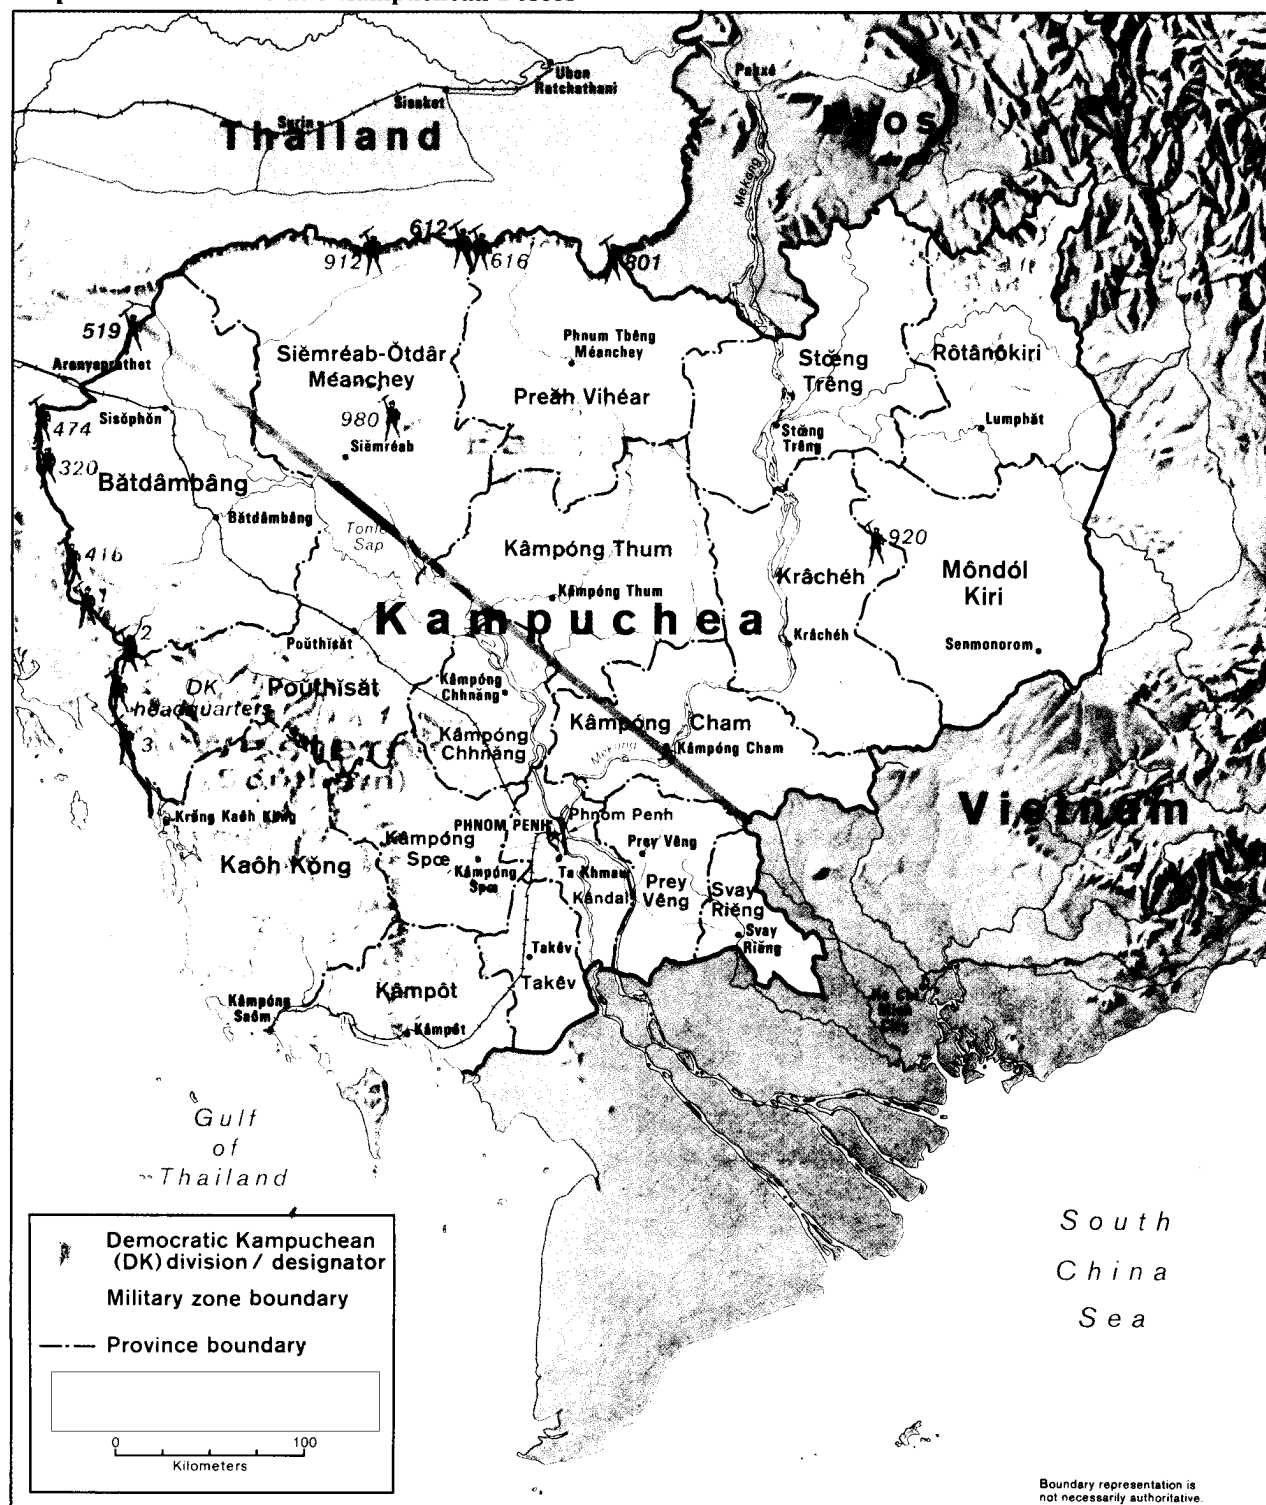 Ubon
Ratchathani
Pakxé
Sisaket
Surin
Thailand
Laos
Mekong
612
912
616
801
519
Aranyaprathet
Siĕmréab-Ŏtdâr
Méanchey
Phnum Tbêng
Méanchey
Preăh Vihéar
Stœ̆ng
Trêng
Rôtânôkiri
474
Sisŏphŏn
980
Siĕmréab
Stœ̆ng
Trêng
Lumphăt
320
Bătdâmbâng
Bătdâmbâng
Tonle
Sap
416
Kâmpóng Thum
920
Krâchéh
Môndól
Kiri
Kâmpóng Thum
Kampuchea
2
Poŭthĭsăt
Krâchéh
Senmonorom
DK
headquarters
Poŭthĭsăt
Kâmpóng
Chhnăng
3
Kâmpóng
Chhnăng
Kâmpóng Cham
Mekong
Kâmpóng Cham
Vietnam
Krŏng Kaôh Kŏng
PHNOM PENH
Phnom Penh
Kaôh Kŏng
Kâmpóng
Spœ
Kâmpóng
Spœ
Prey Vêng
Ta Khmau
Kândal
Prey
Vêng
Svay
Riĕng
Svay
Riĕng
Takêv
Takêv
Kâmpóng
Saôm
Kâmpôt
Kâmpôt
Ho Chi
Minh
City
Gulf
of
Thailand
South
China
Sea
Democratic Kampuchean
(DK) division / designator
Military zone boundary
Province boundary
0 100
Kilometers
Boundary representation is
not necessarily authoritative.